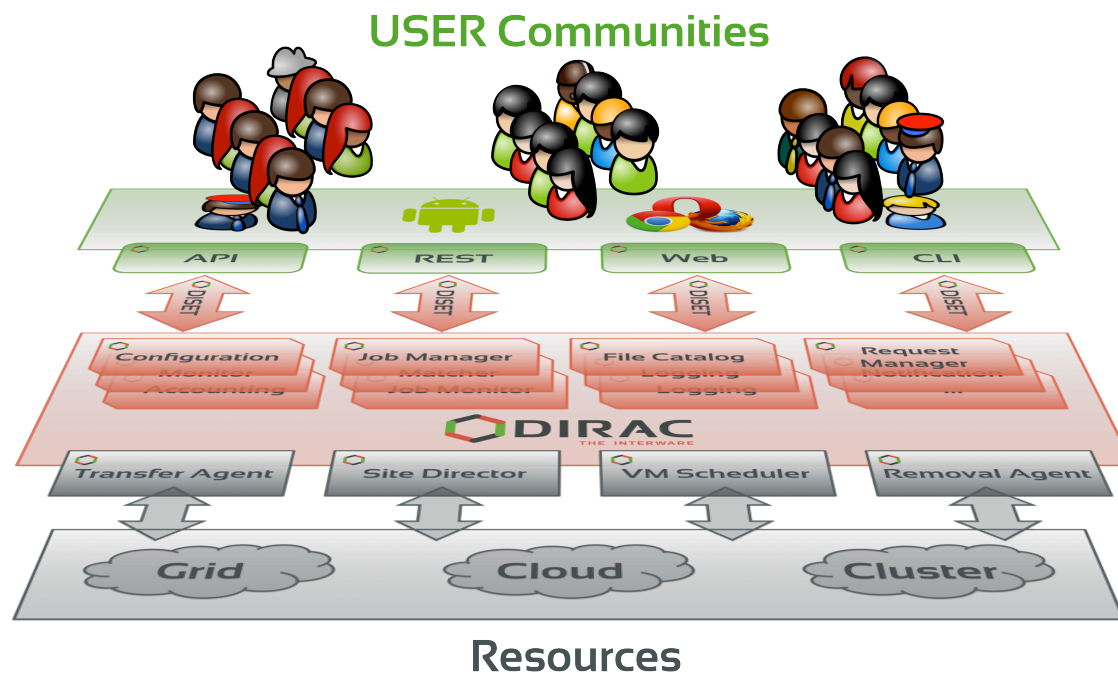 USER Communities
API
REST
Web
CLI
DISET
DISET
DISET
DISET
Configuration
Monitor
Accounting
Job Manager
Matcher
Job Monitor
File Catalog
Logging
Logging
Request
Manager
Notification
...
DIRAC
THE INTERWARE
Transfer Agent
Site Director
VM Scheduler
Removal Agent
Grid
Cloud
Cluster
Resources